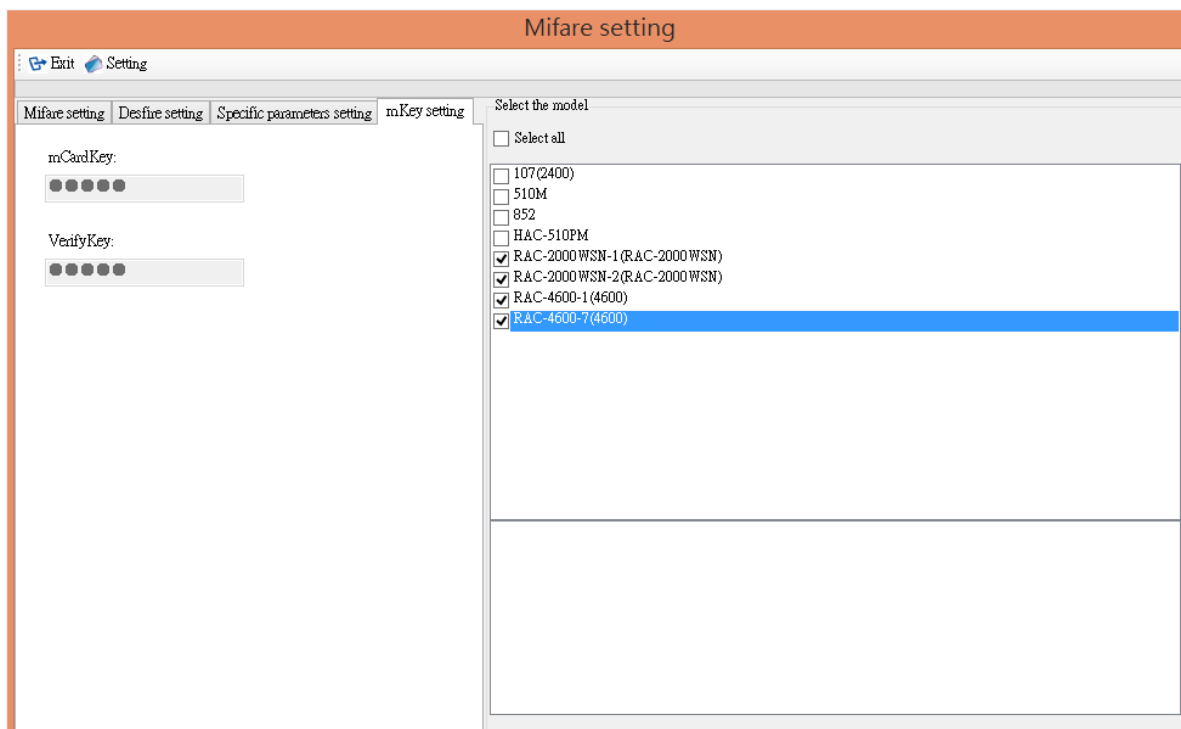 Mifare setting
Exit Setting
Mifare setting Desfire setting Specific parameters setting mKey setting
mCardKey:
●●●●●
VerifyKey:
●●●●●
Select the model
Select all
107(2400)
510M
852
HAC-510PM
RAC-2000WSN-1(RAC-2000WSN)
RAC-2000WSN-2(RAC-2000WSN)
RAC-4600-1(4600)
RAC-4600-7(4600)